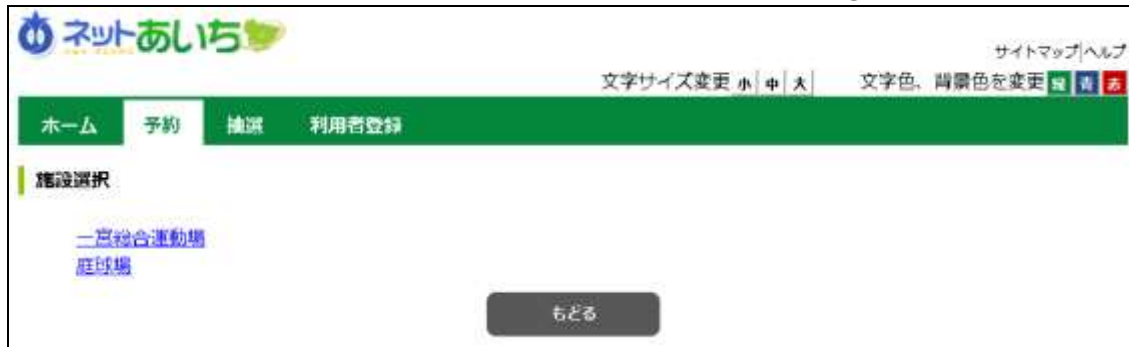 ネットあいち
サイトマップ|ヘルプ
文字サイズ変更 小 中 大 文字色、背景色を変更 緑 青 赤
ホーム 予約 抽選 利用者登録
施設選択
一宮総合運動場
庭球場
もどる